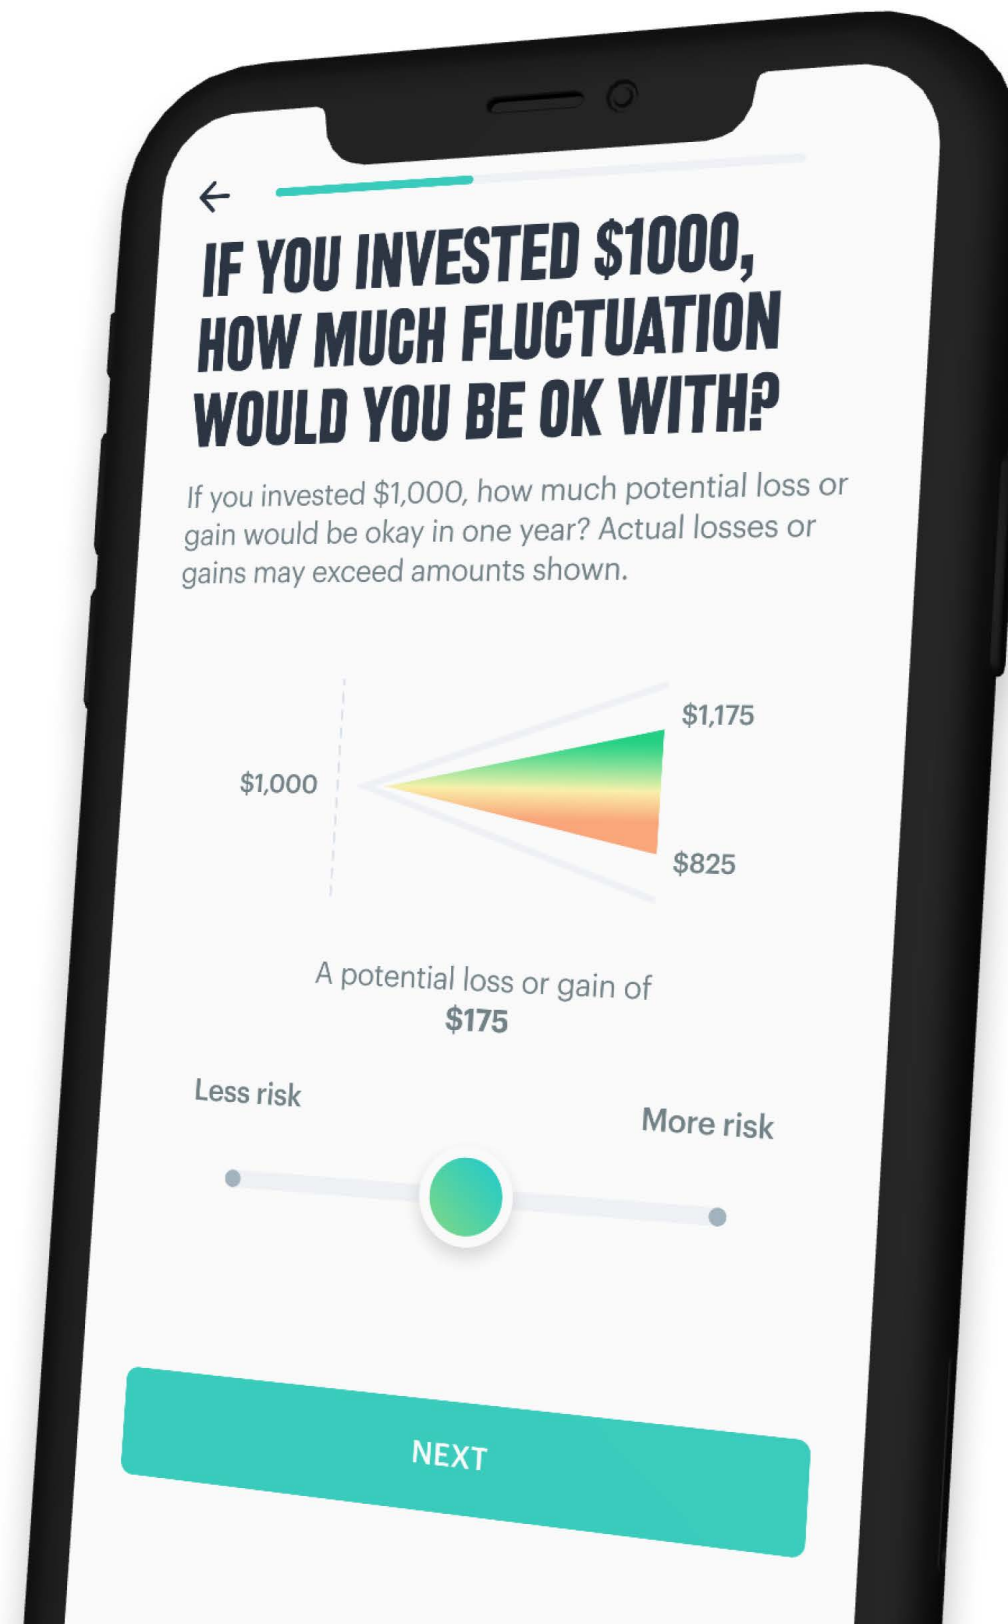 IF YOU INVESTED $1000,
HOW MUCH FLUCTUATION
WOULD YOU BE OK WITH?
If you invested $1,000, how much potential loss or
gain would be okay in one year? Actual losses or
gains may exceed amounts shown.
$1,175
$1,000
$825
A potential loss or gain of
$175
Less risk
More risk
NEXT